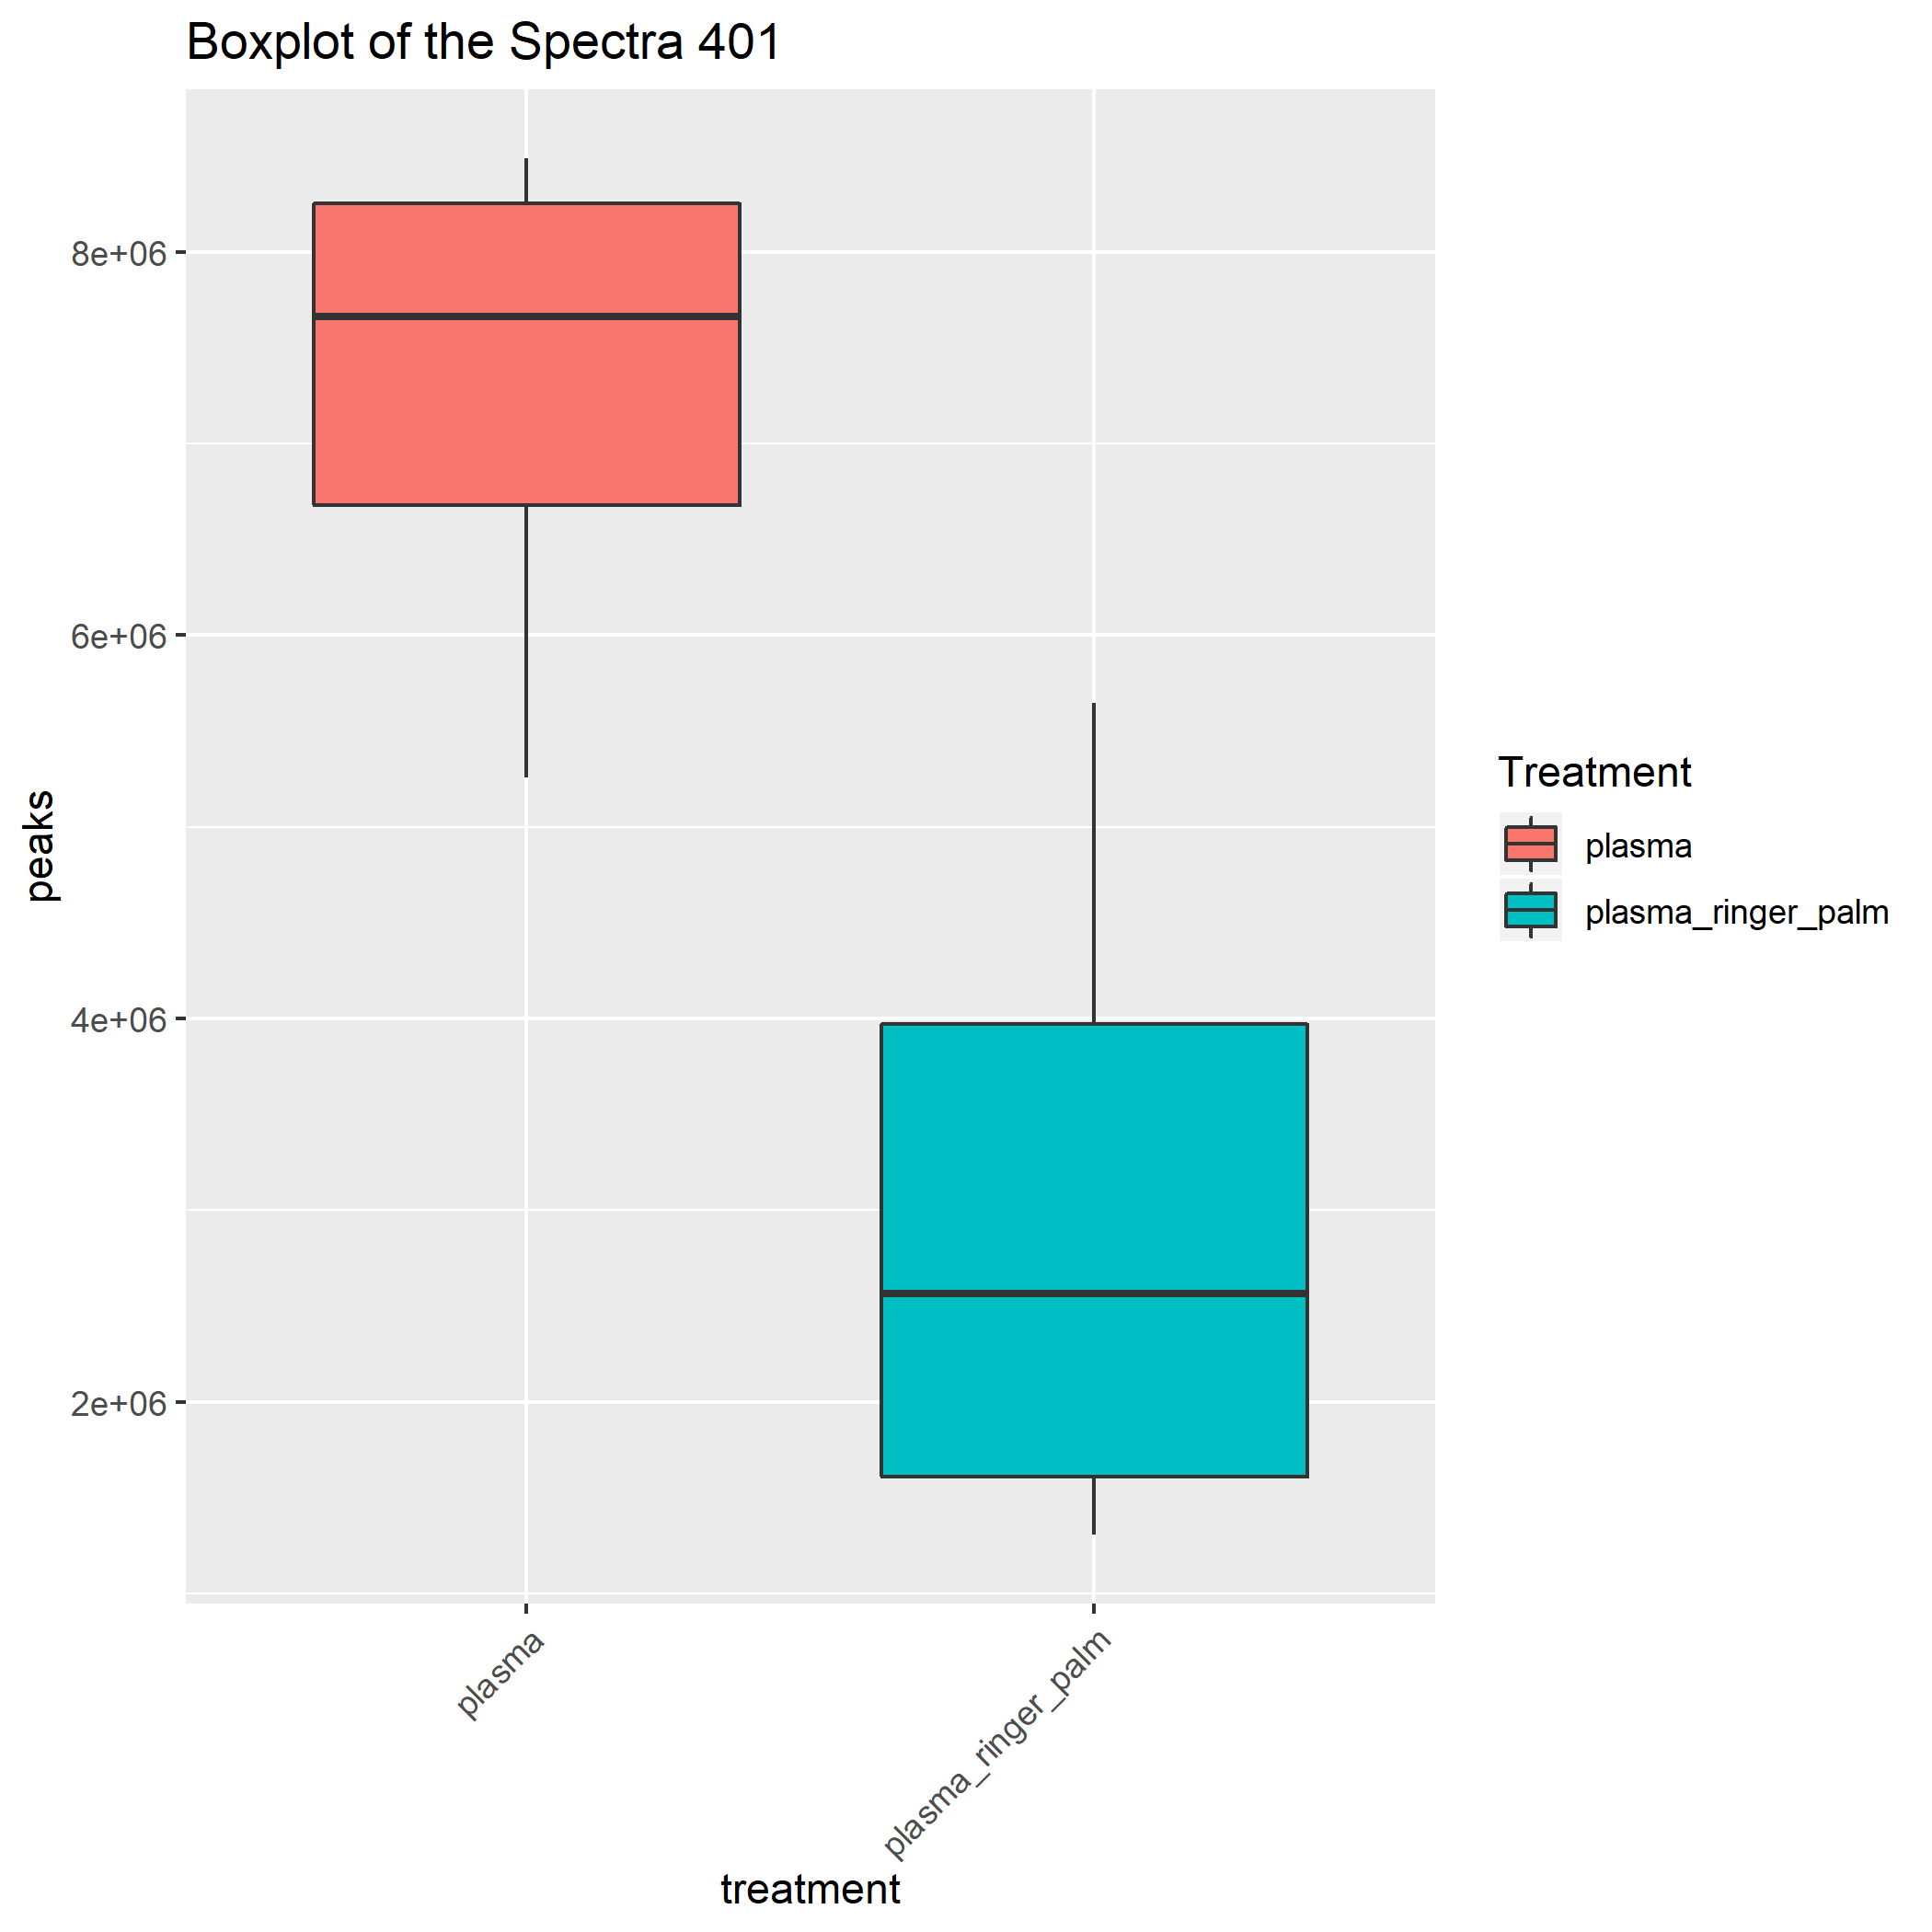 Boxplot of the Spectra 401
8e+06
6e+06
4e+06
2e+06
peaks
plasma
plasma_ringer_palm
treatment
Treatment
plasma
plasma_ringer_palm